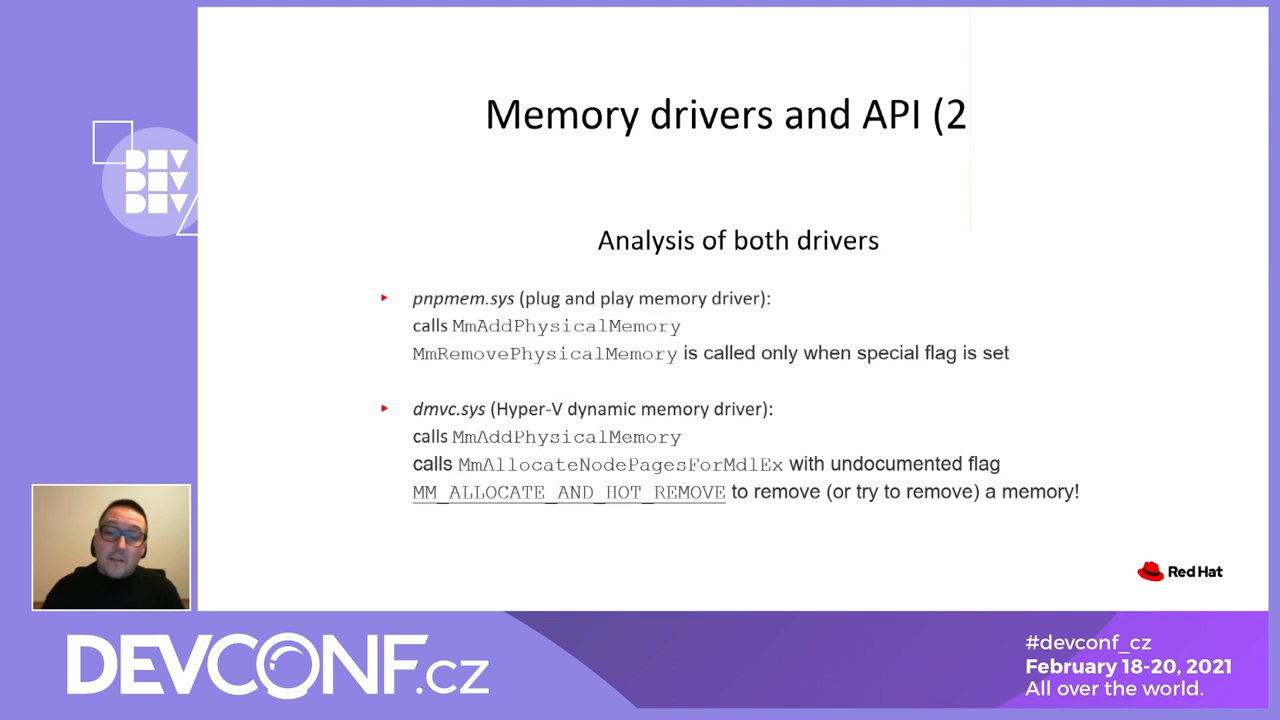 Memory drivers and API (2
DEV
DEV
DEV
Analysis of both drivers
pnpmem.sys (plug and play memory driver):
calls MmAddPhysicalMemory
MmRemovePhysicalMemory is called only when special flag is set
dmvc.sys (Hyper-V dynamic memory driver):
calls MmAddPhysicalMemory
calls MmAllocateNodePagesForMdlEx with undocumented flag
MM_ALLOCATE_AND_HOT_REMOVE to remove (or try to remove) a memory!
Red Hat
DEVCONF.cz
#devconf_cz
February 18-20, 2021
All over the world.